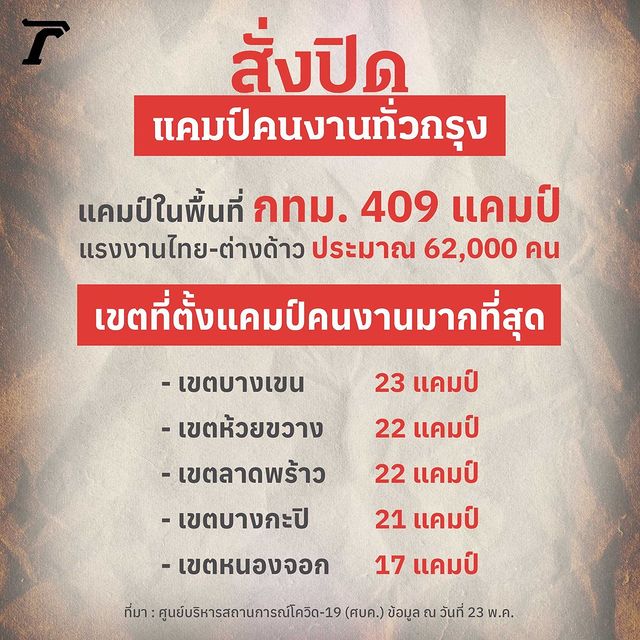 สั่งปิด
แคมป์คนงานทั่วกรุง
แคมป์ในพื้นที่ กทม. 409 แคมป์
แรงงานไทย-ต่างด้าว ประมาณ 62,000 คน
เขตที่ตั้งแคมป์คนงานมากที่สุด
- เขตบางเขน 23 แคมป์
- เขตห้วยขวาง 22 แคมป์
- เขตลาดพร้าว 22 แคมป์
- เขตบางกะปิ 21 แคมป์
- เขตหนองจอก 17 แคมป์
ที่มา : ศูนย์บริหารสถานการณ์โควิด-19 (ศบค.) ข้อมูล ณ วันที่ 23 พ.ค.